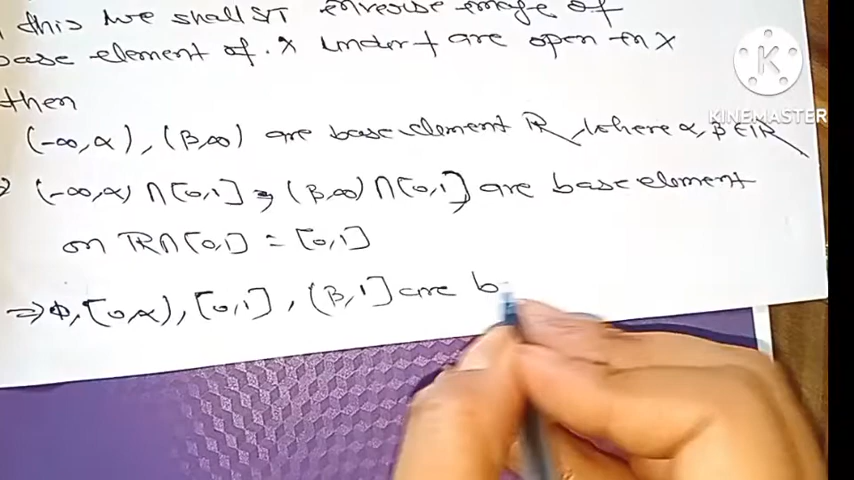 this we shall ST inverse image of
base element of . X under f are open in X
then
(-∞,α), (β,∞) are base element ℝ, where α, β ∈ ℝ
(-∞,α) ∩ [0,1] , (β,∞) ∩ [0,1] are base element
on ℝ∩[0,1] = [0,1]
⇒ ϕ, [0,α), [0,1], (β,1] are b
K
KINEMASTER